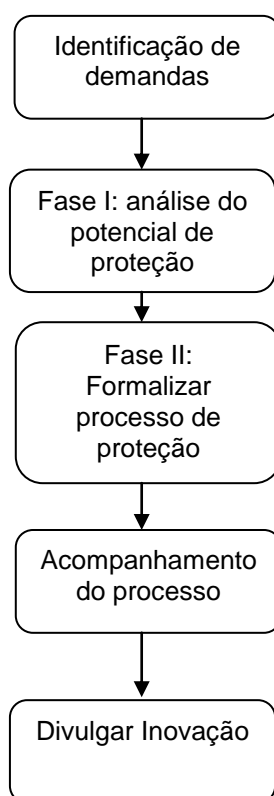 Identificação de
demandas
Fase I: análise do
potencial de
proteção
Fase II:
Formalizar
processo de
proteção
Acompanhamento
do processo
Divulgar Inovação